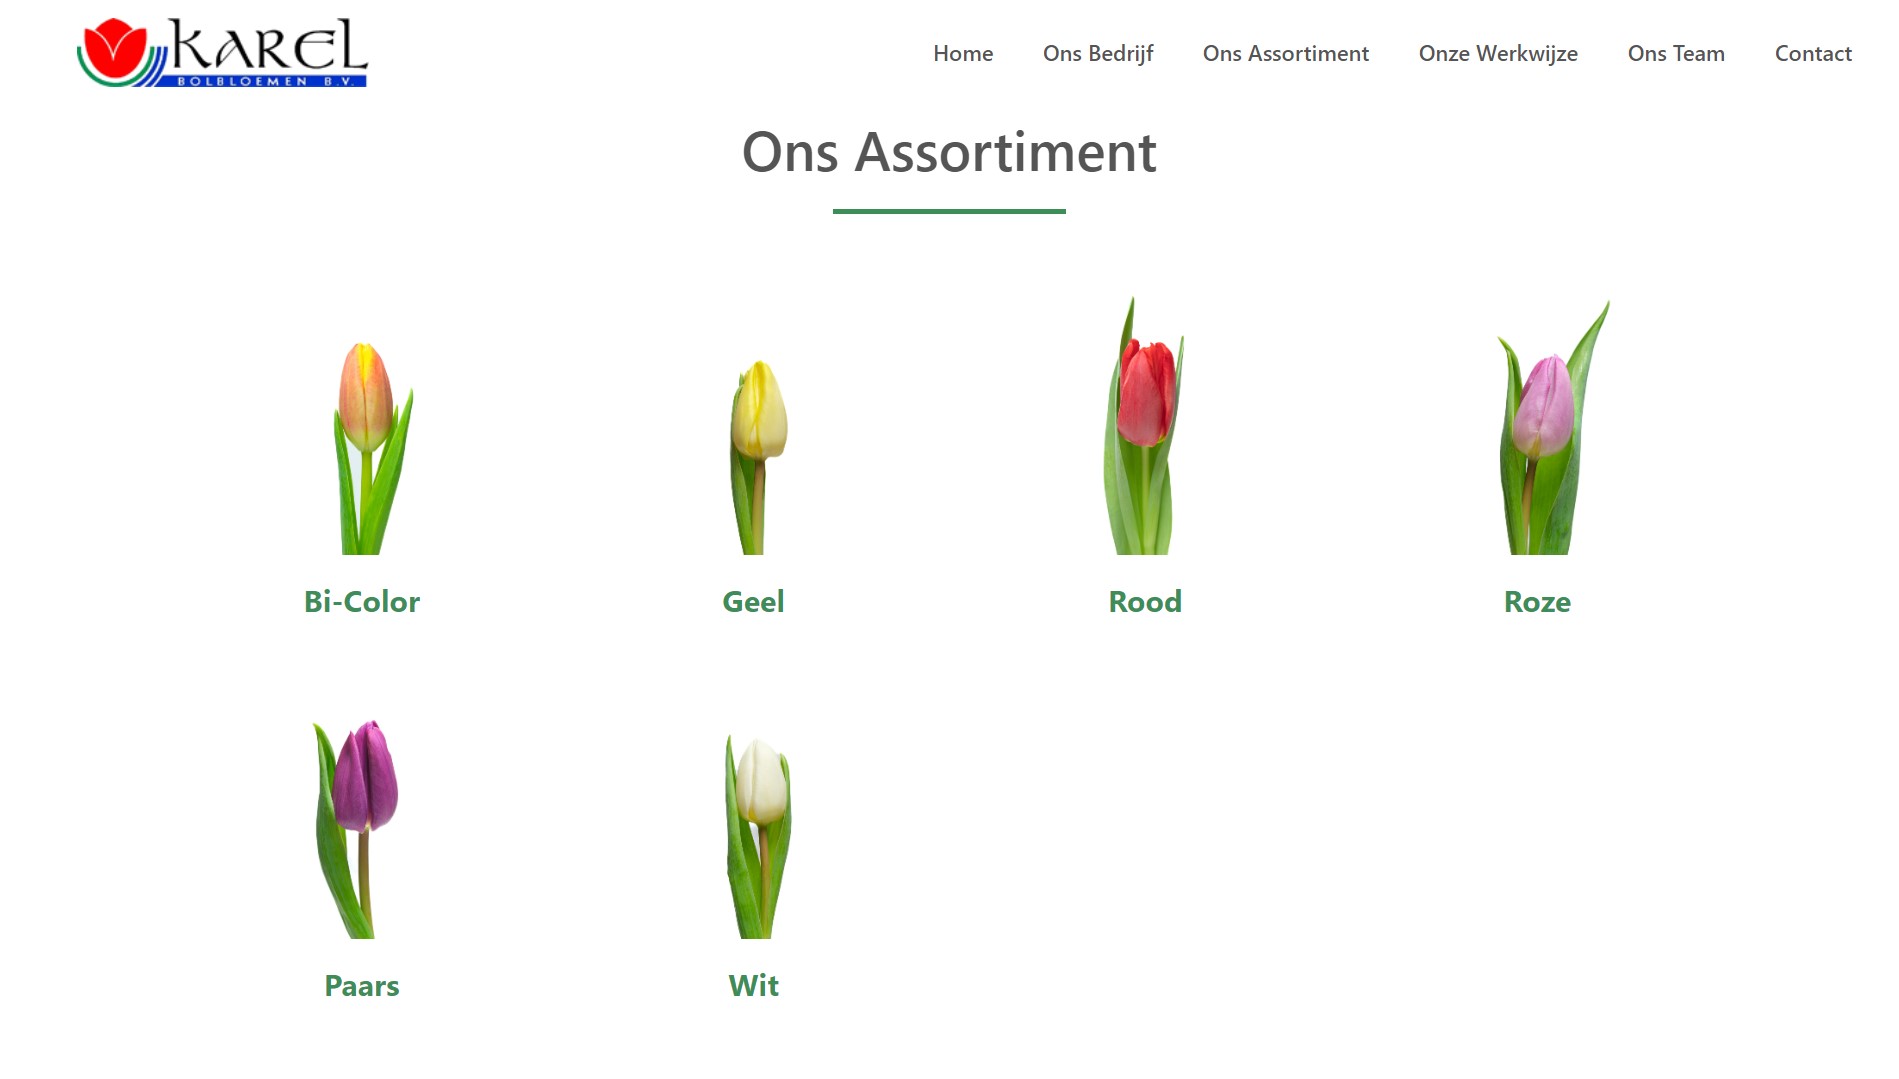 KAREL
BOLBLOEMEN B.V.
Home Ons Bedrijf Ons Assortiment Onze Werkwijze Ons Team Contact
Ons Assortiment
Bi-Color Geel Rood Roze
Paars Wit